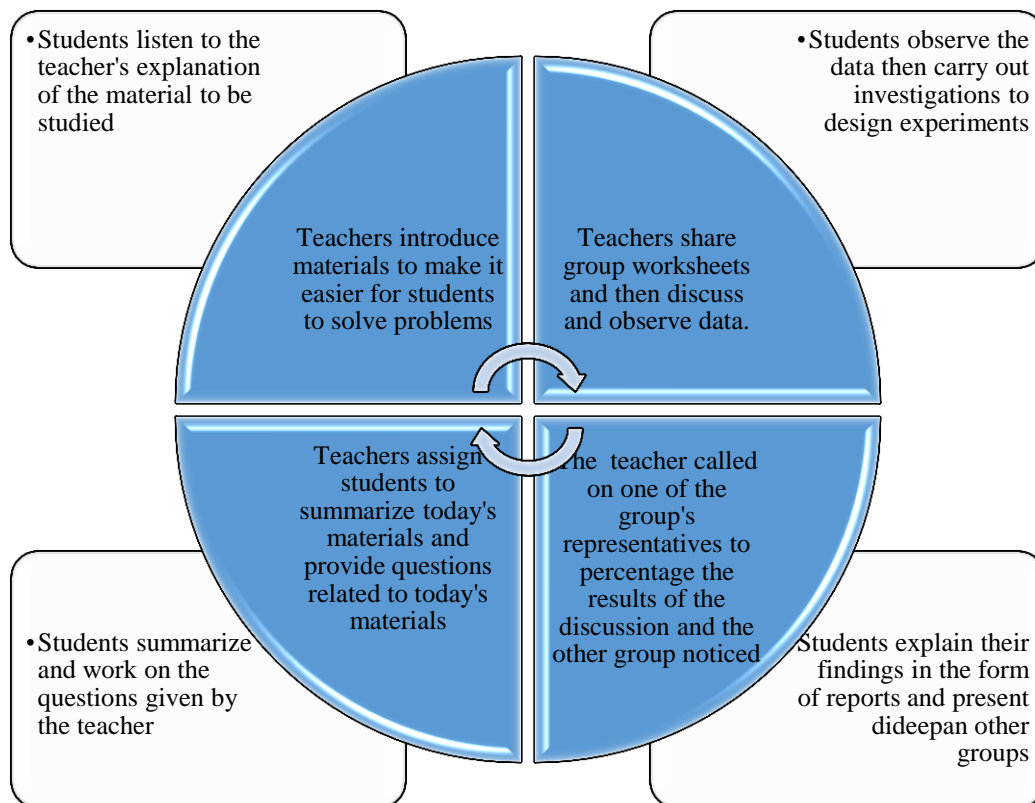 •Students listen to the
teacher's explanation
of the material to be
studied
•Students observe the
data then carry out
investigations to
design experiments
Teachers introduce
materials to make it
easier for students
to solve problems
Teachers share
group worksheets
and then discuss
and observe data.
Teachers assign
students to
summarize today's
materials and
provide questions
related to today's
materials
The teacher called
on one of the
group's
representatives to
percentage the
results of the
discussion and the
other group noticed
•Students summarize
and work on the
questions given by
the teacher
Students explain their
findings in the form
of reports and present
dideepan other
groups